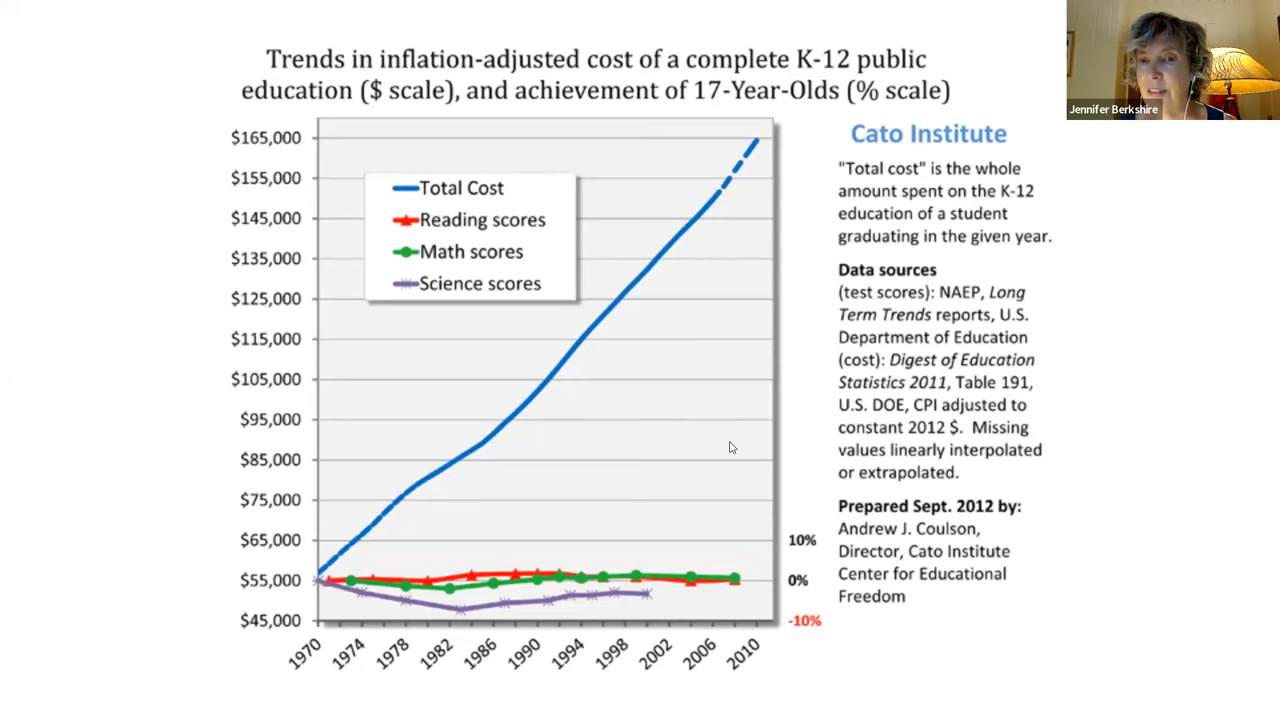 Trends in inflation-adjusted cost of a complete K-12 public
education ($ scale), and achievement of 17-Year-Olds (% scale)
Jennifer Berkshire
$165,000
$155,000
$145,000
$135,000
$125,000
$115,000
$105,000
$95,000
$85,000
$75,000
$65,000
$55,000
$45,000
Total Cost
Reading scores
Math scores
Science scores
10%
0%
-10%
1970
1974
1978
1982
1986
1990
1994
1998
2002
2006
2010
Cato Institute
"Total cost" is the whole
amount spent on the K-12
education of a student
graduating in the given year.
Data sources
(test scores): NAEP, Long
Term Trends reports, U.S.
Department of Education
(cost): Digest of Education
Statistics 2011, Table 191,
U.S. DOE, CPI adjusted to
constant 2012 $. Missing
values linearly interpolated
or extrapolated.
Prepared Sept. 2012 by:
Andrew J. Coulson,
Director, Cato Institute
Center for Educational
Freedom